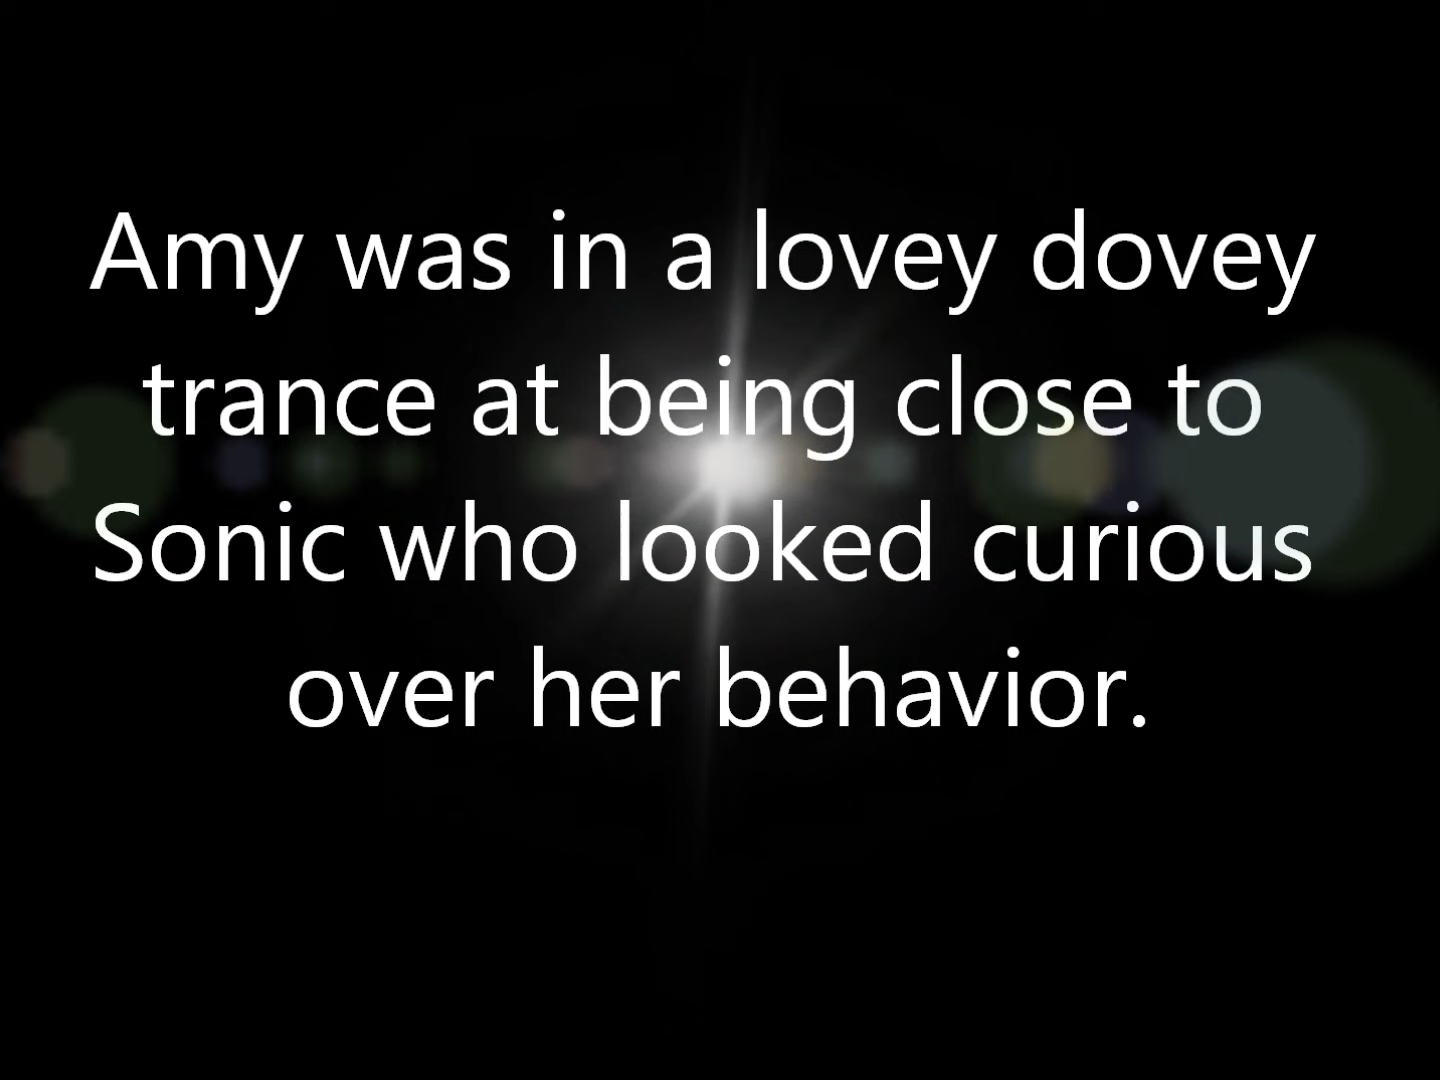 Amy was in a lovey dovey
trance at being close to
Sonic who looked curious
over her behavior.